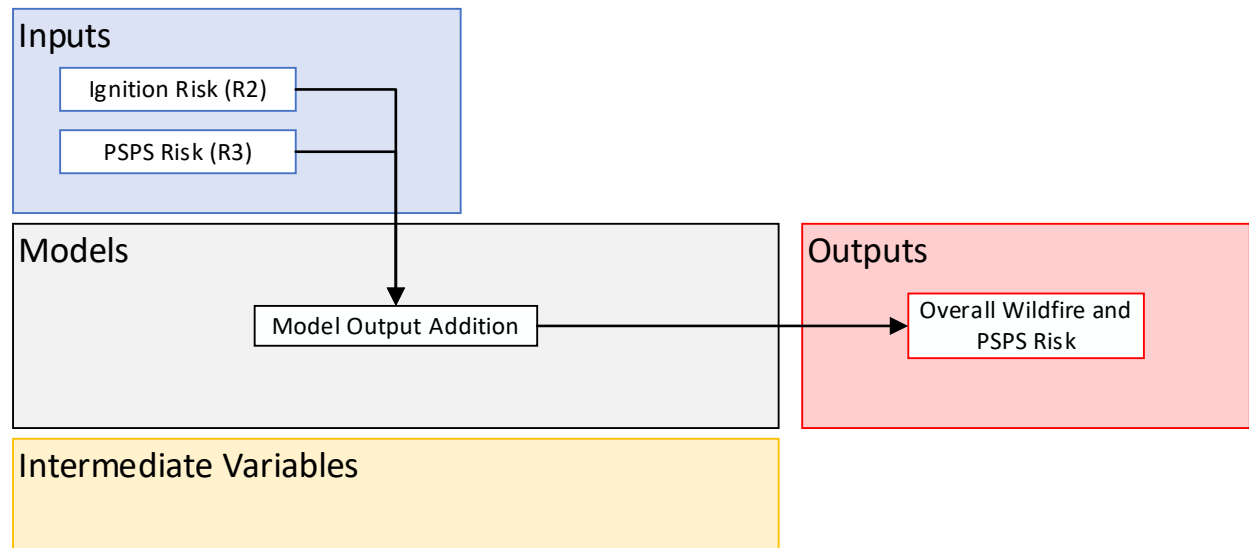 Inputs
Ignition Risk (R2)
PSPS Risk (R3)
Models
Model Output Addition
Outputs
Overall Wildfire and
PSPS Risk
Intermediate Variables